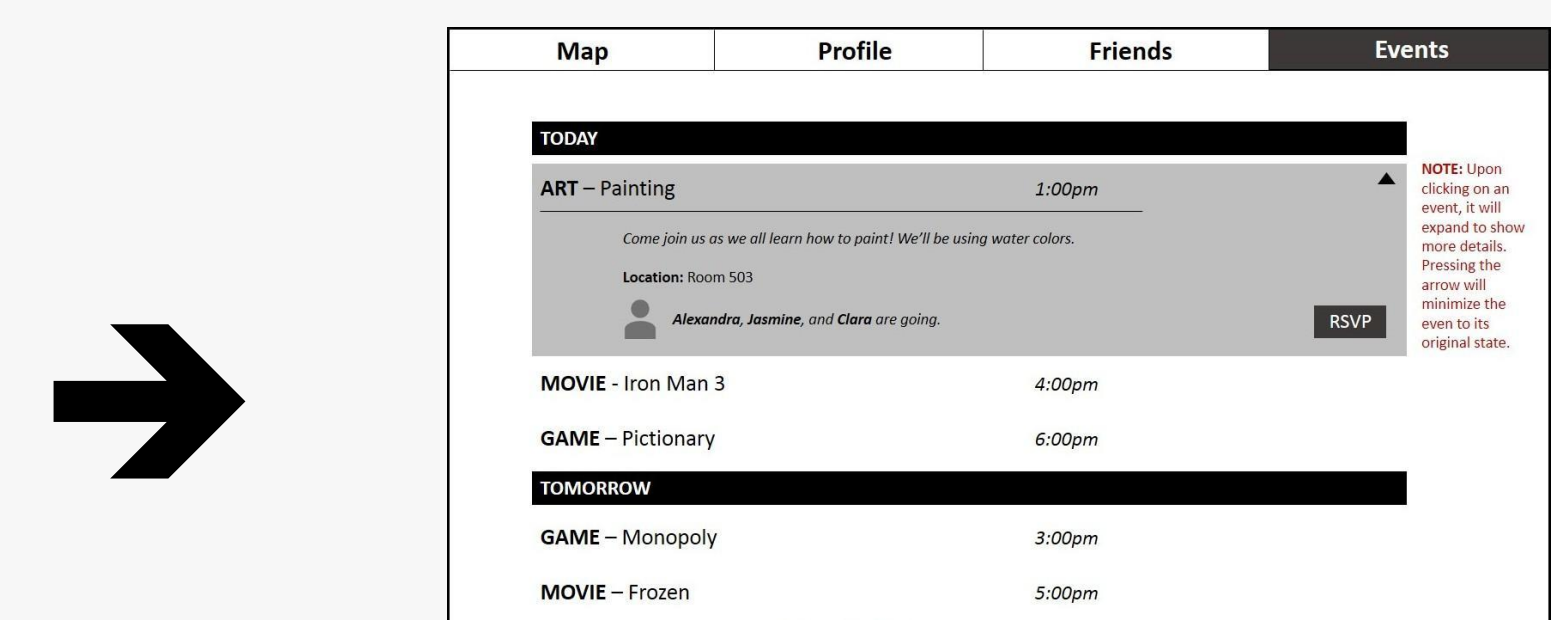 Map Profile Friends Events
TODAY
ART – Painting 1:00pm
Come join us as we all learn how to paint! We'll be using water colors.
Location: Room 503
Alexandra, Jasmine, and Clara are going.
RSVP
NOTE: Upon
clicking on an
event, it will
expand to show
more details.
Pressing the
arrow will
minimize the
even to its
original state.
MOVIE - Iron Man 3 4:00pm
GAME – Pictionary 6:00pm
TOMORROW
GAME – Monopoly 3:00pm
MOVIE – Frozen 5:00pm